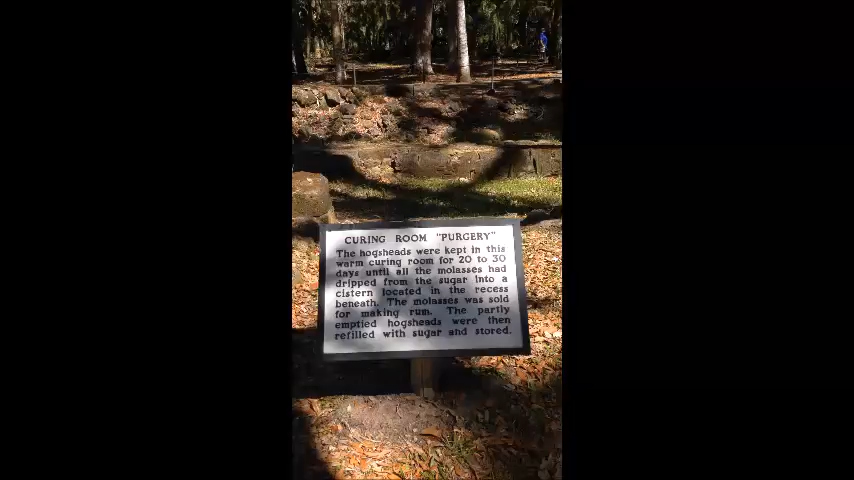 CURING ROOM "PURGERY"
The hogsheads were kept in this
warm curing room for 20 to 30
days until all the molasses had
dripped from the sugar into a
cistern located in the recess
beneath. The molasses was sold
for making rum. The partly
emptied hogsheads were then
refilled with sugar and stored.